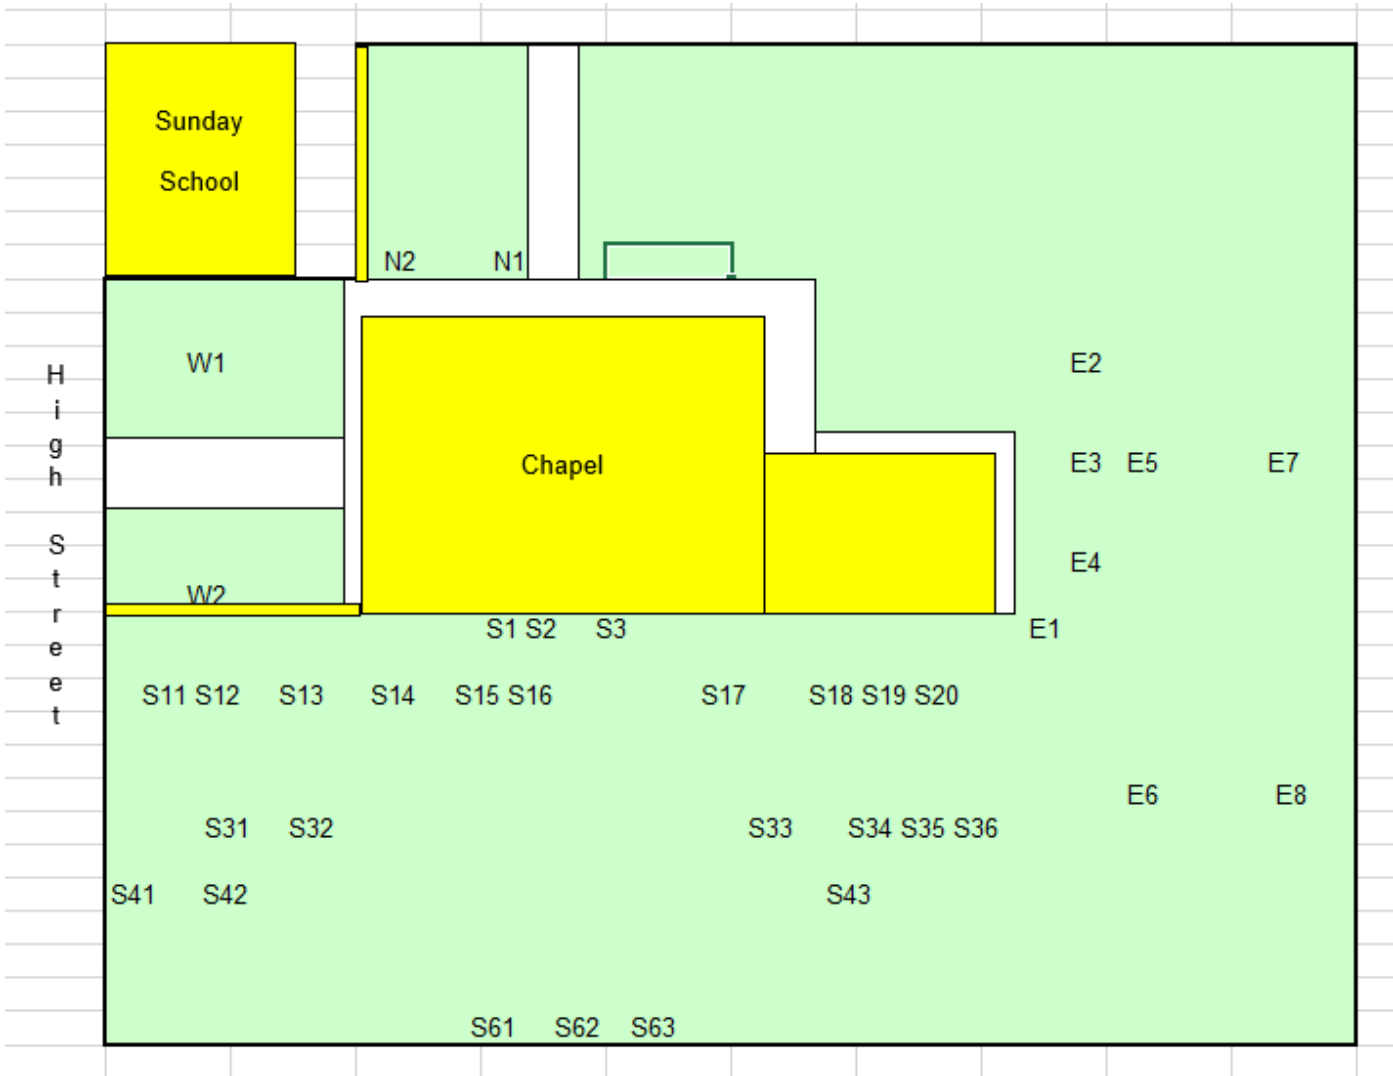 Sunday
School
N2 N1
W1 E2
High Street
Chapel E3 E5 E7
E4
W2
S1 S2 S3 E1
S11 S12 S13 S14 S15 S16 S17 S18 S19 S20
E6 E8
S31 S32 S33 S34 S35 S36
S41 S42 S43
S61 S62 S63